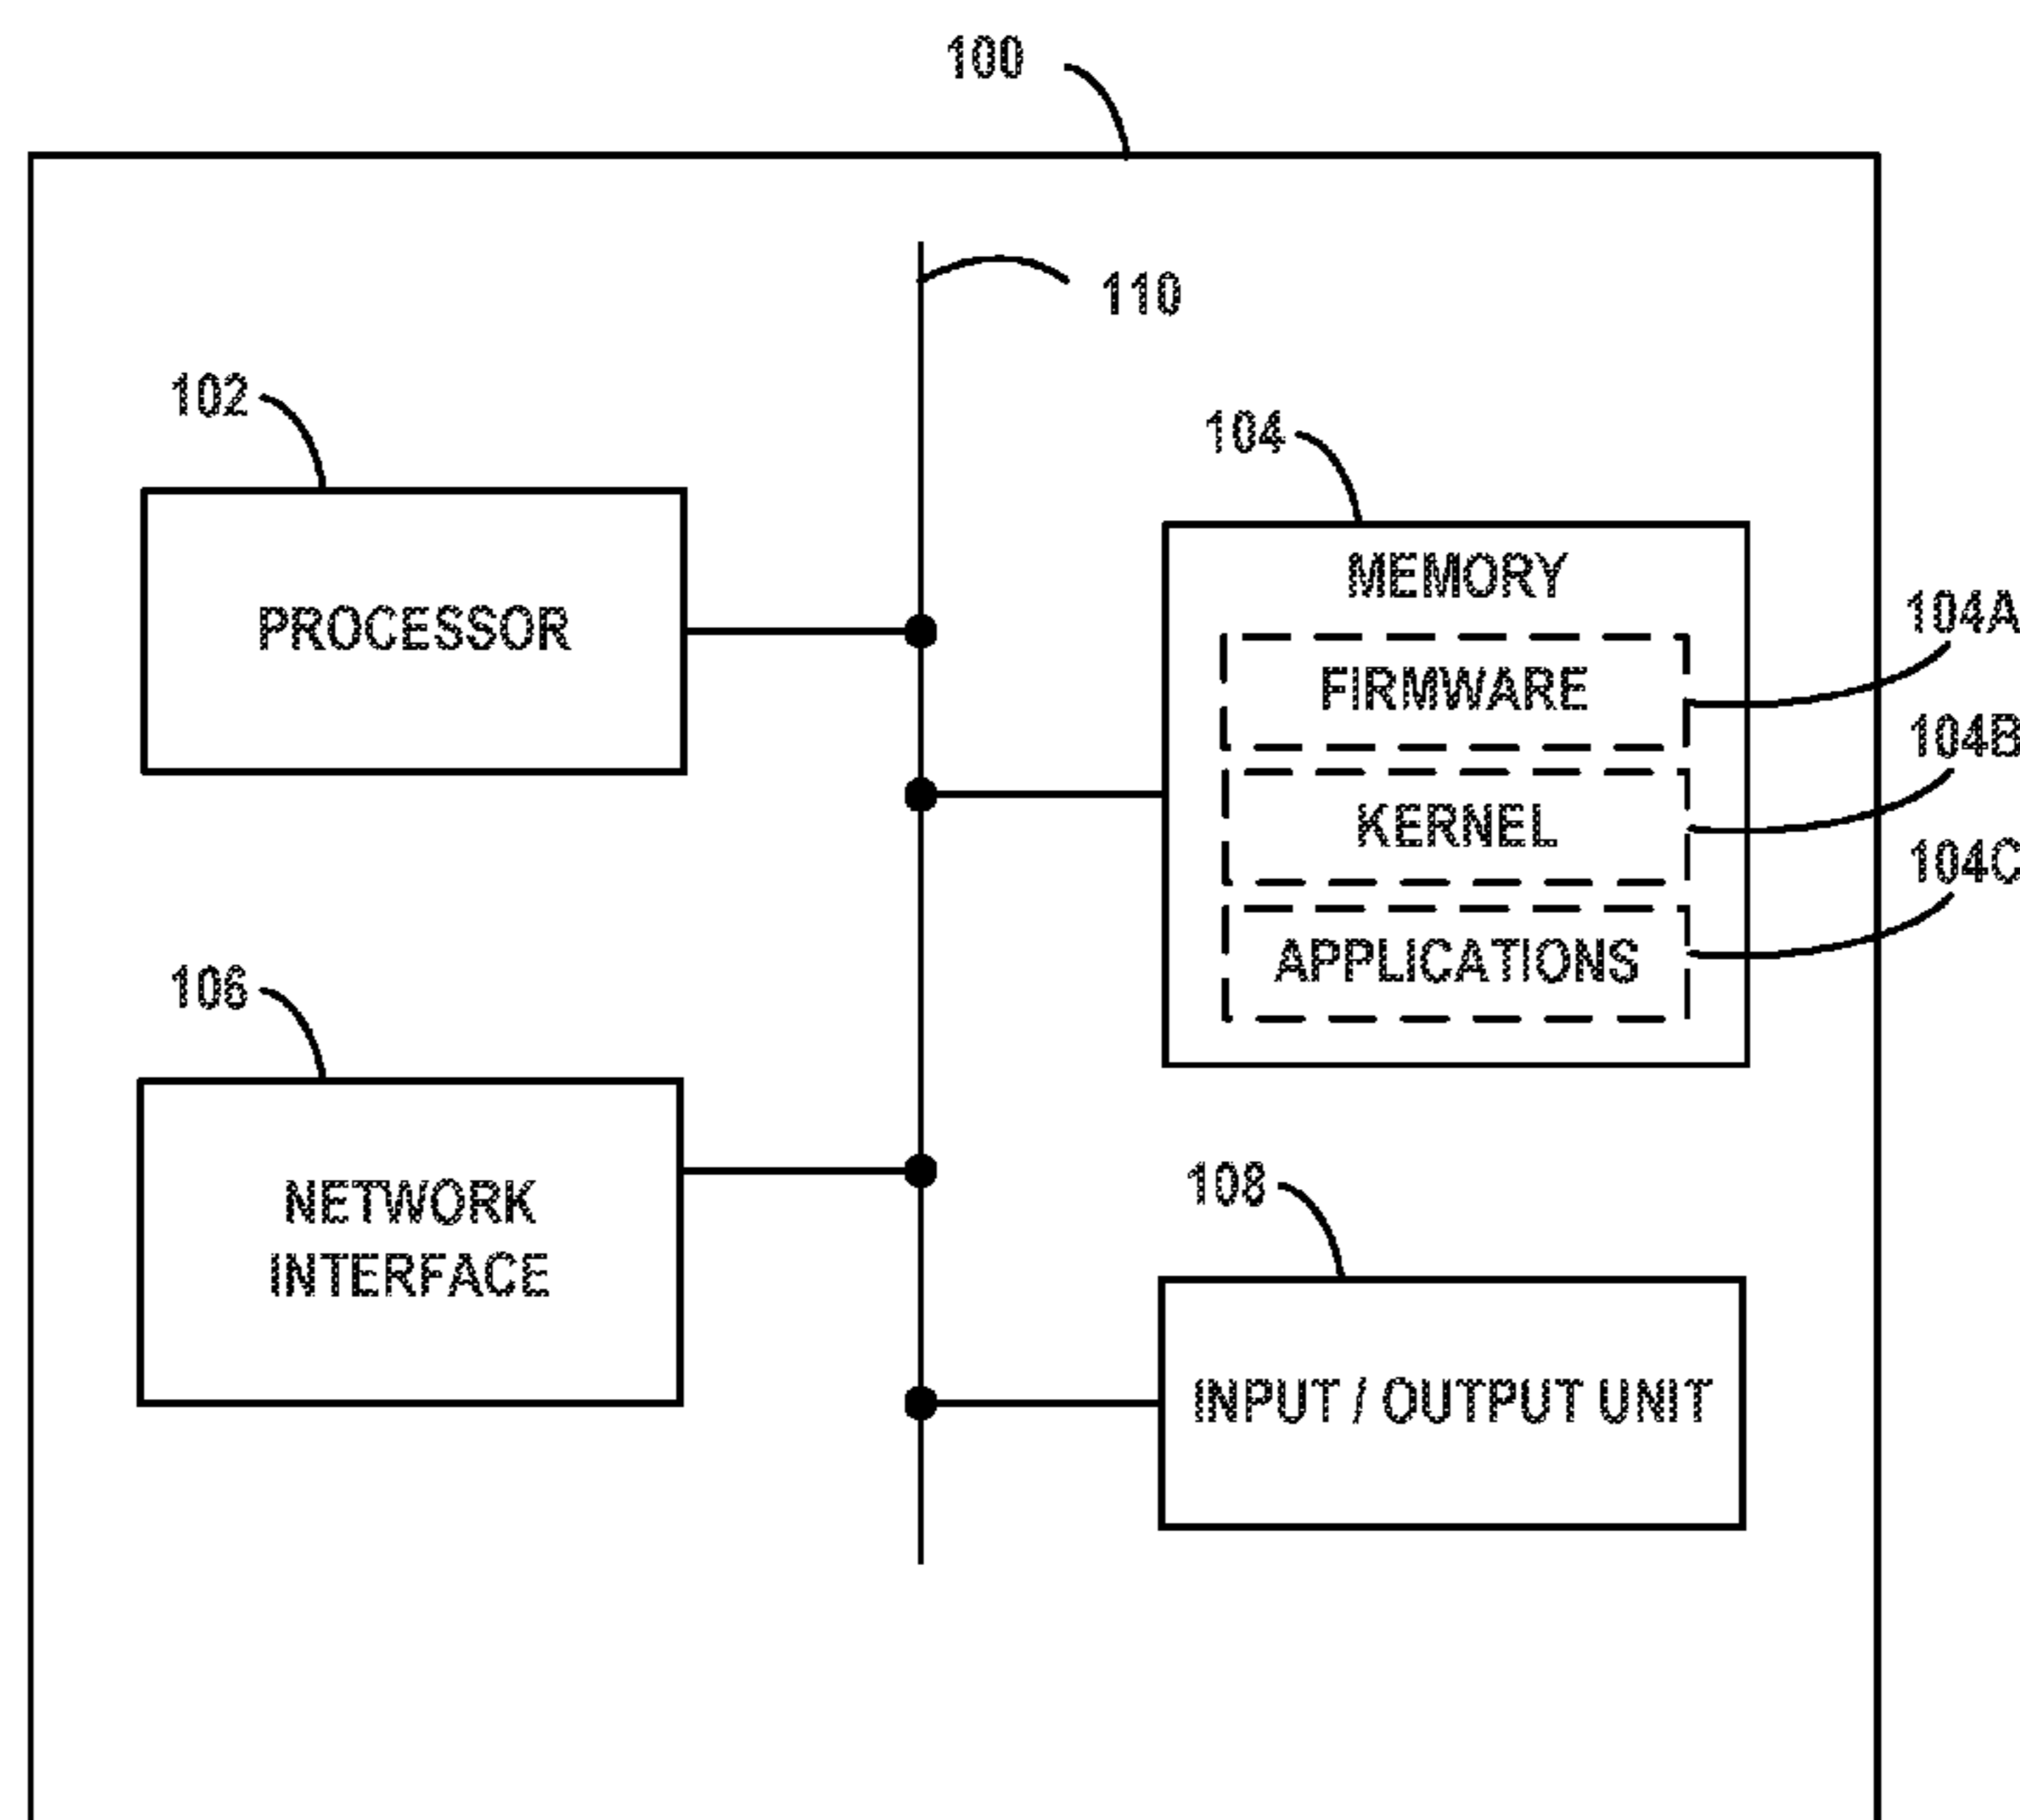 100
110
102
104
PROCESSOR
MEMORY
FIRMWARE
104A
KERNEL
104B
APPLICATIONS
104C
106
NETWORK
INTERFACE
108
INPUT / OUTPUT UNIT